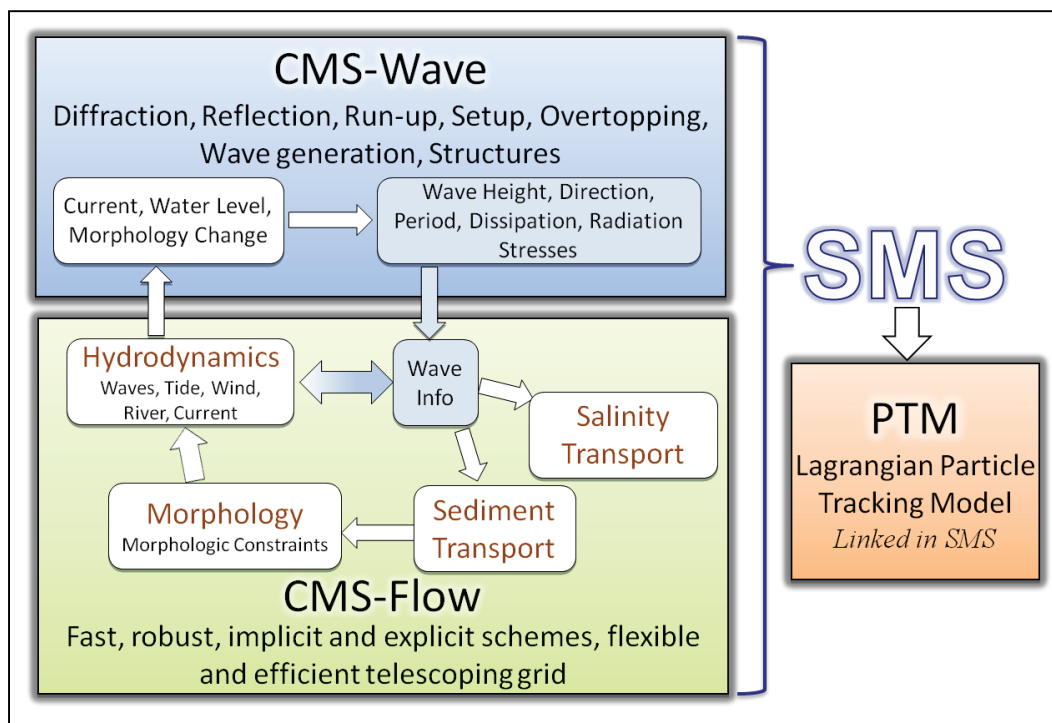 CMS-Wave
Diffraction, Reflection, Run-up, Setup, Overtopping,
Wave generation, Structures
Current, Water Level,
Morphology Change
Wave Height, Direction,
Period, Dissipation, Radiation
Stresses
Hydrodynamics
Waves, Tide, Wind,
River, Current
Wave
Info
Salinity
Transport
Morphology
Morphologic Constraints
Sediment
Transport
CMS-Flow
Fast, robust, implicit and explicit schemes, flexible
and efficient telescoping grid
SMS
PTM
Lagrangian Particle
Tracking Model
Linked in SMS